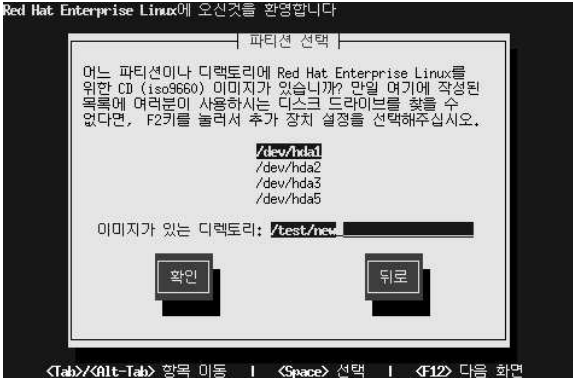 Red Hat Enterprise Linux에 오신것을 환영합니다
파티션 선택
어느 파티션이나 디렉토리에 Red Hat Enterprise Linux를
위한 CD (iso9660) 이미지가 있습니까? 만일 여기에 작성된
목록에 여러분이 사용하시는 디스크 드라이브를 찾을 수
없다면, F2키를 눌러서 추가 장치 설정을 선택해주십시오.
/dev/hda1
/dev/hda2
/dev/hda3
/dev/hda5
이미지가 있는 디렉토리: /test/new
확인 뒤로
<Tab>/<Alt-Tab> 항목 이동 | <Space> 선택 | <F12> 다음 화면